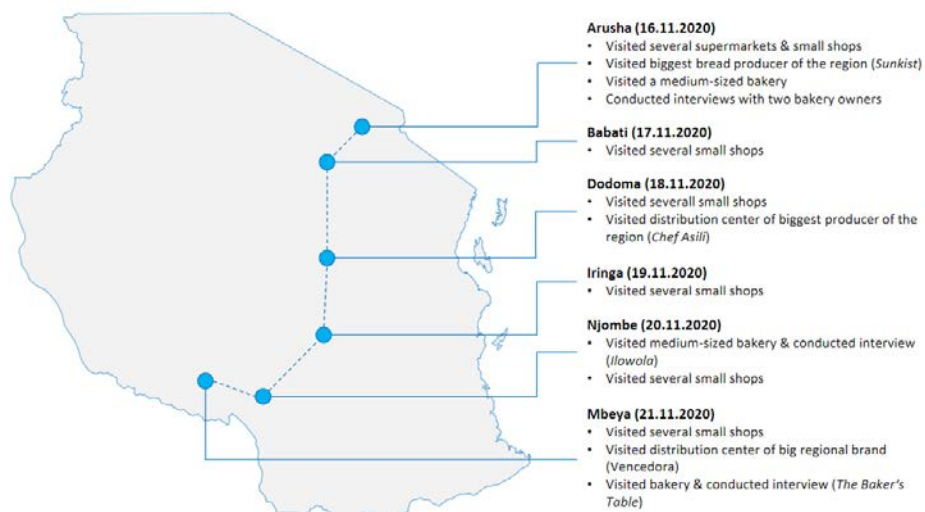 Arusha (16.11.2020)
• Visited several supermarkets & small shops
• Visited biggest bread producer of the region (Sunkist)
• Visited a medium-sized bakery
• Conducted interviews with two bakery owners
Babati (17.11.2020)
• Visited several small shops
Dodoma (18.11.2020)
• Visited severall small shops
• Visited distribution center of biggest producer of the
region (Chef Asili)
Iringa (19.11.2020)
• Visited several small shops
Njombe (20.11.2020)
• Visited medium-sized bakery & conducted interview
(Ilowola)
• Visited several small shops
Mbeya (21.11.2020)
• Visited several small shops
• Visited distribution center of big regional brand
(Vencedora)
• Visited bakery & conducted interview (The Baker's
Table)